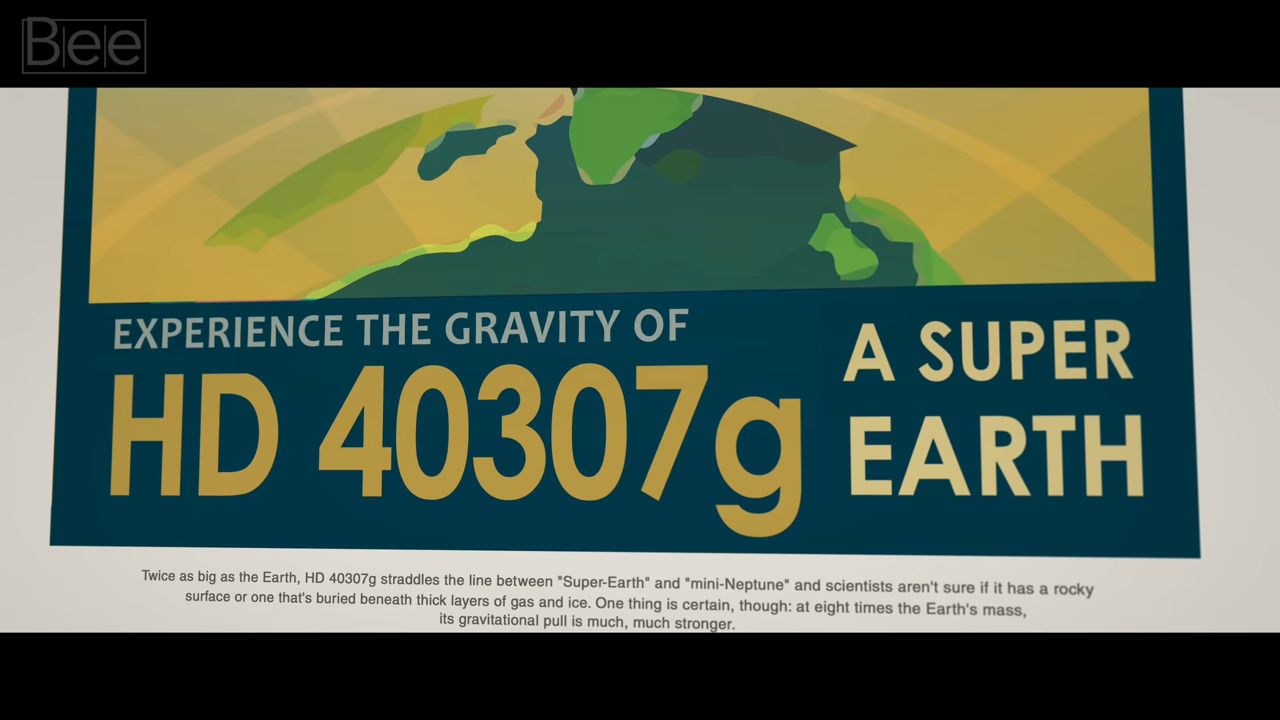 Bee
EXPERIENCE THE GRAVITY OF
HD 40307g
A SUPER
EARTH
Twice as big as the Earth, HD 40307g straddles the line between "Super-Earth" and "mini-Neptune" and scientists aren't sure if it has a rocky
surface or one that's buried beneath thick layers of gas and ice. One thing is certain, though: at eight times the Earth's mass,
its gravitational pull is much, much stronger.